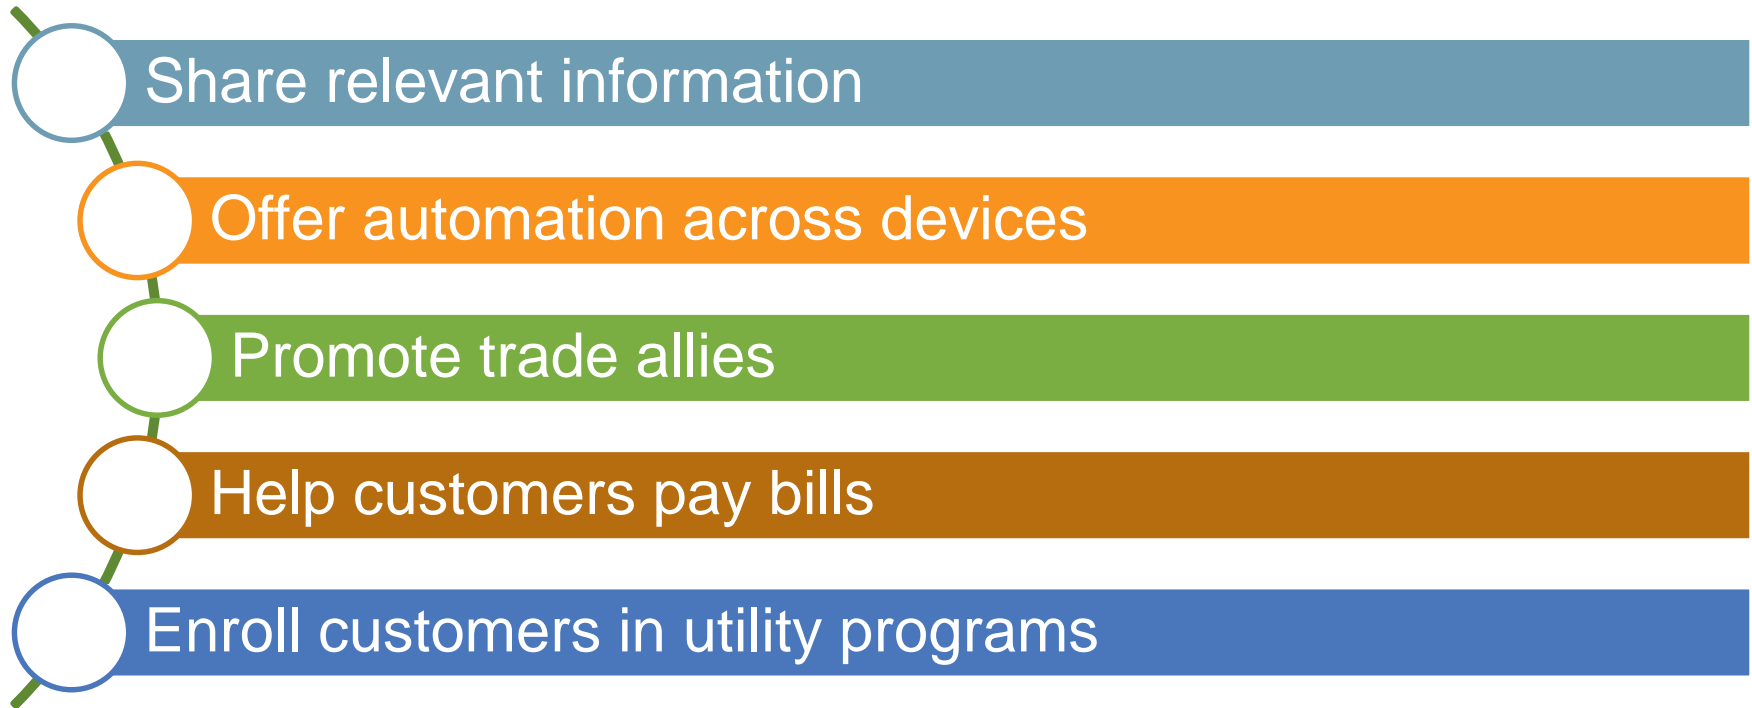 Share relevant information
Offer automation across devices
Promote trade allies
Help customers pay bills
Enroll customers in utility programs